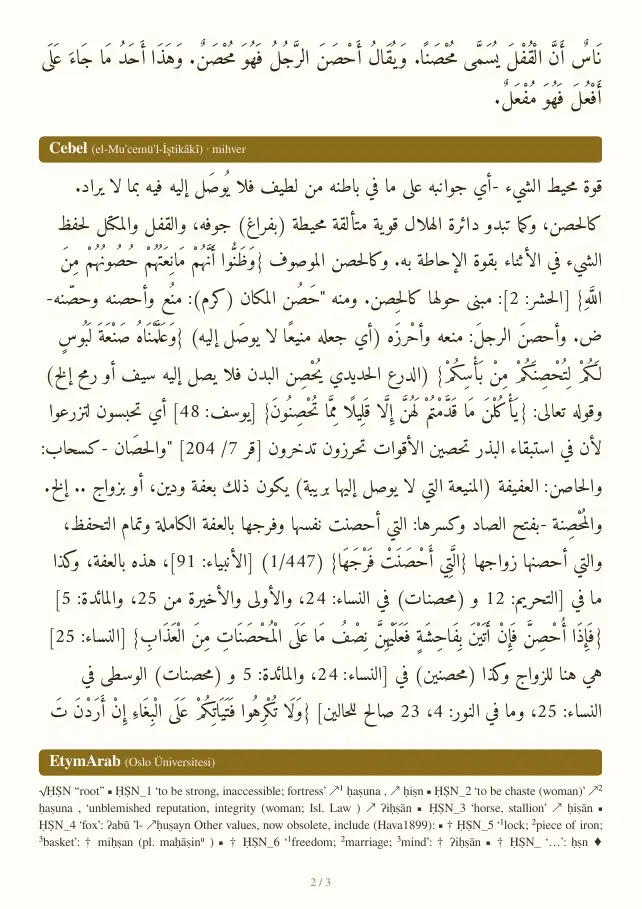 نَاسٌ أَنَّ الْقُفْلَ يُسَمَّى مُحْصَنًا. وَيُقَالُ أَحْصَنَ الرَّجُلُ فَهُوَ مُحْصَنٌ. وَهَذَا أَحَدُ مَا جَاءَ عَلَى
أَفْعُلَ فَهُوَ مُفْعَلٌ.
Cebel (el-Mu'cemü'l-İştikâkî) · mihver
قوة محيط الشيء -أي جوانبه على ما في باطنه من لطيف فلا يُوصَل إليه فيه بما لا يراد.
كالحصن، وكما تبدو دائرة الهلال قوية متألقة محيطة (بفراغ) جوفه، والقفل والمكتل لحفظ
الشيء في الأثناء بقوة الإحاطة به. وكالحصن الموصوف {وَظَنُّوا أَنَّهُمْ مَانِعَتُهُمْ حُصُونُهُمْ مِنَ
اللَّهِ} [الحشر: 2]: مبنى حولها كالحِصن. ومنه "حَصُن المكان (كرم): منُع وأحصنه وحصّنه-
ض. وأحصنَ الرجلَ: منعه وأحْرزَه (أي جعله منيعًا لا يوصَل إليه) {وَعَلَّمْنَاهُ صَنْعَةَ لَبُوسٍ
لَكُمْ لِتُحْصِنَكُمْ مِنْ بَأْسِكُمْ} (الدرع الحديدي يُحْصِن البدن فلا يصل إليه سيف أو رمح إلخ)
وقوله تعالى: {يَأْكُلْنَ مَا قَدَّمْتُمْ لَهُنَّ إِلَّا قَلِيلًا مِمَّا تُحْصِنُونَ} [يوسف: 48] أي تحبسون لتزرعوا
لأن في استبقاء البذر تحصين الأقوات تحرزون تدخرون [قر 7/ 204] "والحصَان -كسحاب:
والحاصن: العفيفة (المنيعة التي لا يوصل إليها بريبة) يكون ذلك بعفة ودين، أو بزواج .. إلخ.
والمُحْصِنة -بفتح الصاد وكسرها: التي أحصنت نفسها وفرجها بالعفة الكاملة وتمام التحفظ،
والتي أحصنها زواجها {الَّتِي أَحْصَنَتْ فَرْجَهَا} (1/447) [الأنبياء: 91]، هذه بالعفة، وكذا
ما في [التحريم: 12 و (محصنات) في النساء: 24، والأولى والأخيرة من 25، والمائدة: 5]
{فَإِذَا أُحْصِنَّ فَإِنْ أَتَيْنَ بِفَاحِشَةٍ فَعَلَيْهِنَّ نِصْفُ مَا عَلَى الْمُحْصَنَاتِ مِنَ الْعَذَابِ} [النساء: 25]
هي هنا للزواج وكذا (محصنين) في [النساء: 24، والمائدة: 5 و (محصنات) الوسطى في
النساء: 25، وما في النور: 4، 23 صالح للحالين] {وَلَا تُكْرِهُوا فَتَيَاتِكُمْ عَلَى الْبِغَاءِ إِنْ أَرَدْنَ تَ
EtymArab (Oslo Üniversitesi)
√ḤṢN “root” ▪ ḤṢN_1 ‘to be strong, inaccessible; fortress’ ↗¹ ḥaṣuna , ↗ ḥiṣn ▪ ḤṢN_2 ‘to be chaste (woman)’ ↗²
ḥaṣuna , ‘unblemished reputation, integrity (woman; Isl. Law ) ↗ ʔiḥṣān ▪ ḤṢN_3 ‘horse, stallion’ ↗ ḥiṣān ▪
ḤṢN_4 ‘fox’: ʔabū ’l- ↗ḥuṣayn Other values, now obsolete, include (Hava1899): ▪ † ḤṢN_5 ‘¹lock; ²piece of iron;
³basket’: † miḥṣan (pl. maḥāṣinᵘ ) ▪ † ḤṢN_6 ‘¹freedom; ²marriage; ³mind’: † ʔiḥṣān ▪ † ḤṢN_ ‘…’: ḥṣn ♦
2 / 3